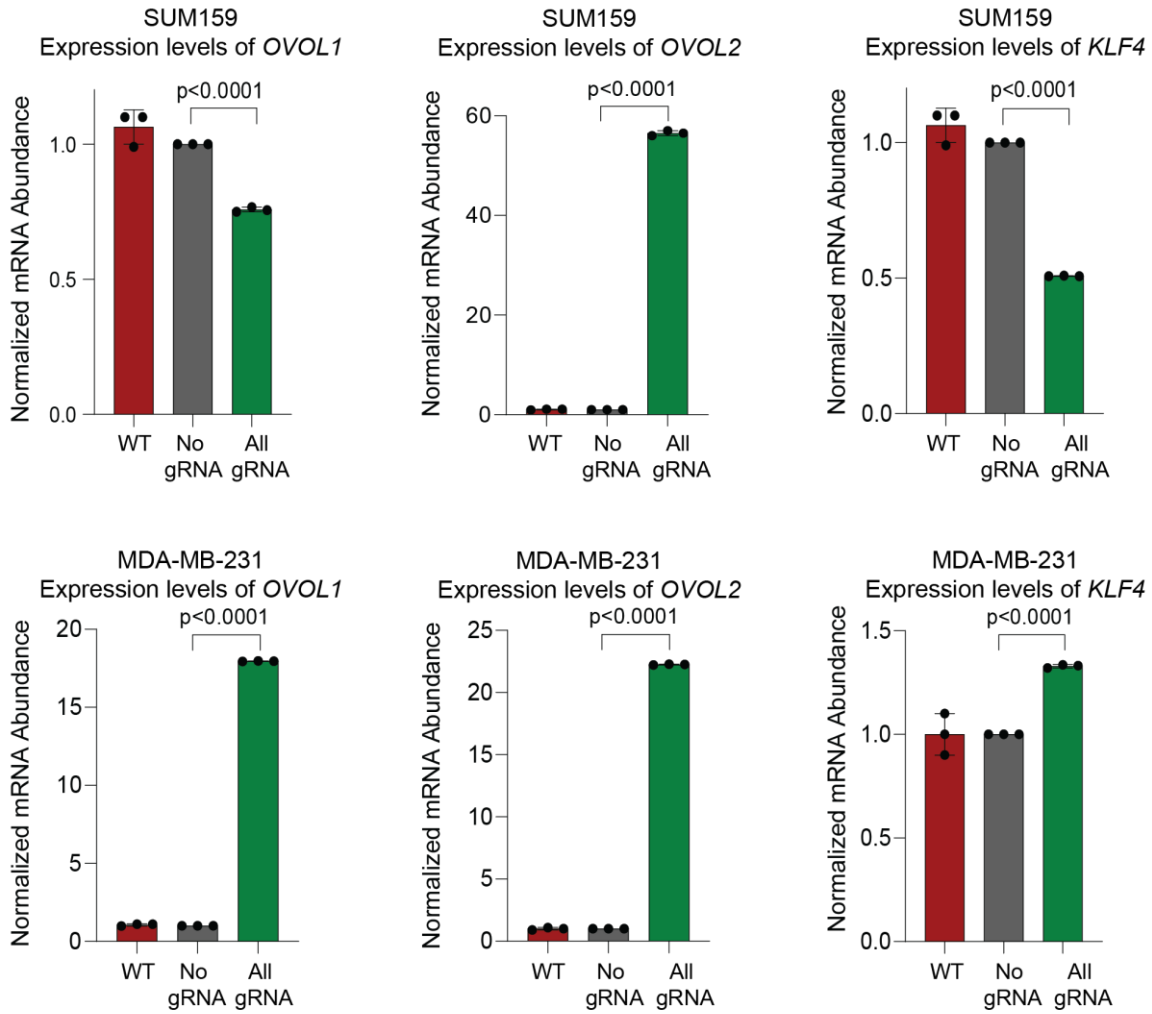 SUM159
Expression levels of OVOL1
p<0.0001
Normalized mRNA Abundance
1.0
0.5
0.0
WT
No gRNA
All gRNA
SUM159
Expression levels of OVOL2
p<0.0001
Normalized mRNA Abundance
60
40
20
0
WT
No gRNA
All gRNA
SUM159
Expression levels of KLF4
p<0.0001
Normalized mRNA Abundance
1.0
0.5
0.0
WT
No gRNA
All gRNA
MDA-MB-231
Expression levels of OVOL1
p<0.0001
Normalized mRNA Abundance
20
15
10
5
0
WT
No gRNA
All gRNA
MDA-MB-231
Expression levels of OVOL2
p<0.0001
Normalized mRNA Abundance
25
20
15
10
5
0
WT
No gRNA
All gRNA
MDA-MB-231
Expression levels of KLF4
p<0.0001
Normalized mRNA Abundance
1.5
1.0
0.5
0.0
WT
No gRNA
All gRNA